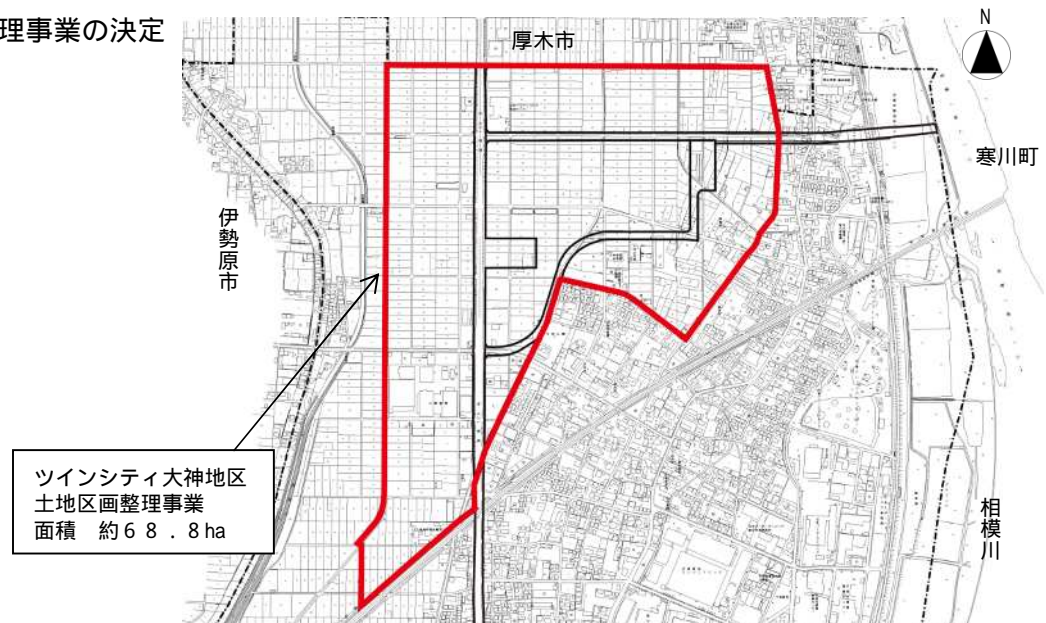 理事業の決定
厚木市
N
寒川町
伊勢原市
ツインシティ大神地区
土地区画整理事業
面積 約68.8ha
相模川